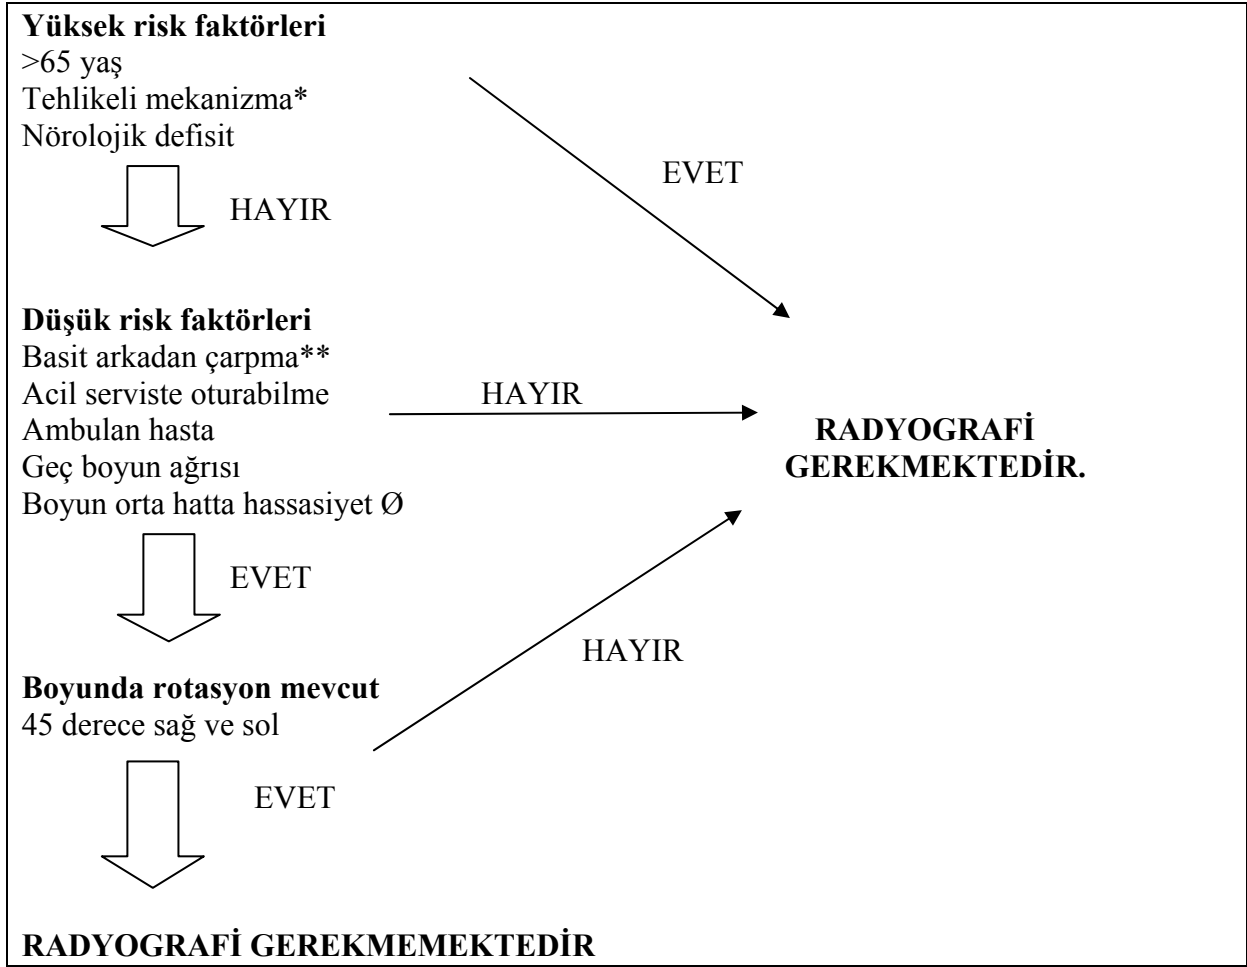 Yüksek risk faktörleri
>65 yaş
Tehlikeli mekanizma*
Nörolojik defisit
EVET
HAYIR
Düşük risk faktörleri
Basit arkadan çarpma**
Acil serviste oturabilme
HAYIR
Ambulan hasta
Geç boyun ağrısı
Boyun orta hatta hassasiyet Ø
RADYOGRAFİ
GEREKMEKTEDİR.
EVET
HAYIR
Boyunda rotasyon mevcut
45 derece sağ ve sol
EVET
RADYOGRAFİ GEREKMEMEKTEDİR